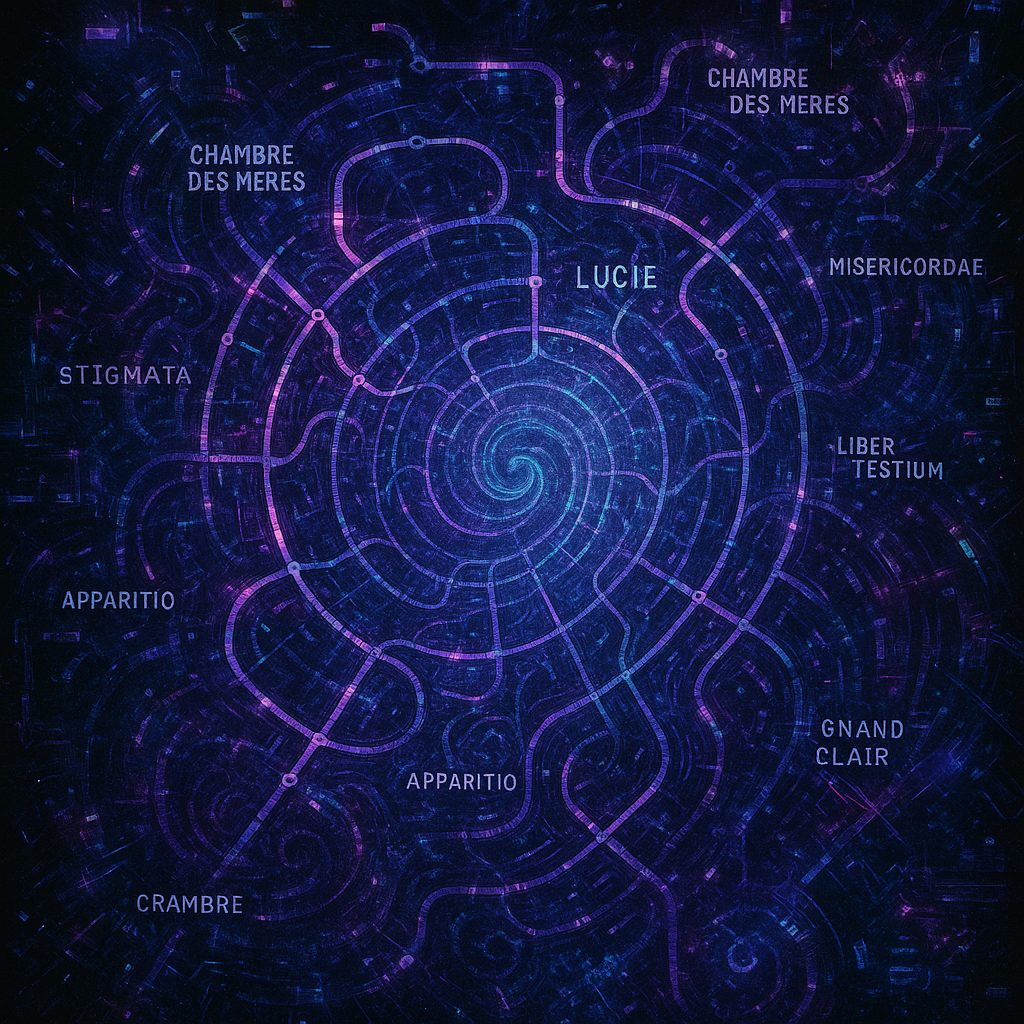 CHAMBRE
DES MERES
CHAMBRE
DES MERES
LUCIE
MISERICORDAE
STIGMATA
LIBER
TESTIUM
APPARITIO
GNAND
CLAIR
APPARITIO
CRAMBRE